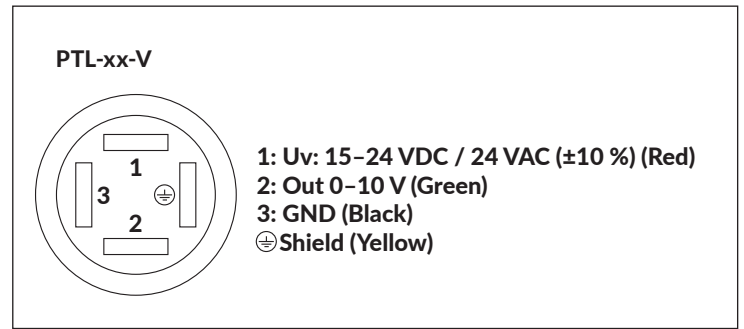 PTL-xx-V
1
3 ⏚
2
1: Uv: 15–24 VDC / 24 VAC (±10 %) (Red)
2: Out 0–10 V (Green)
3: GND (Black)
⏚ Shield (Yellow)